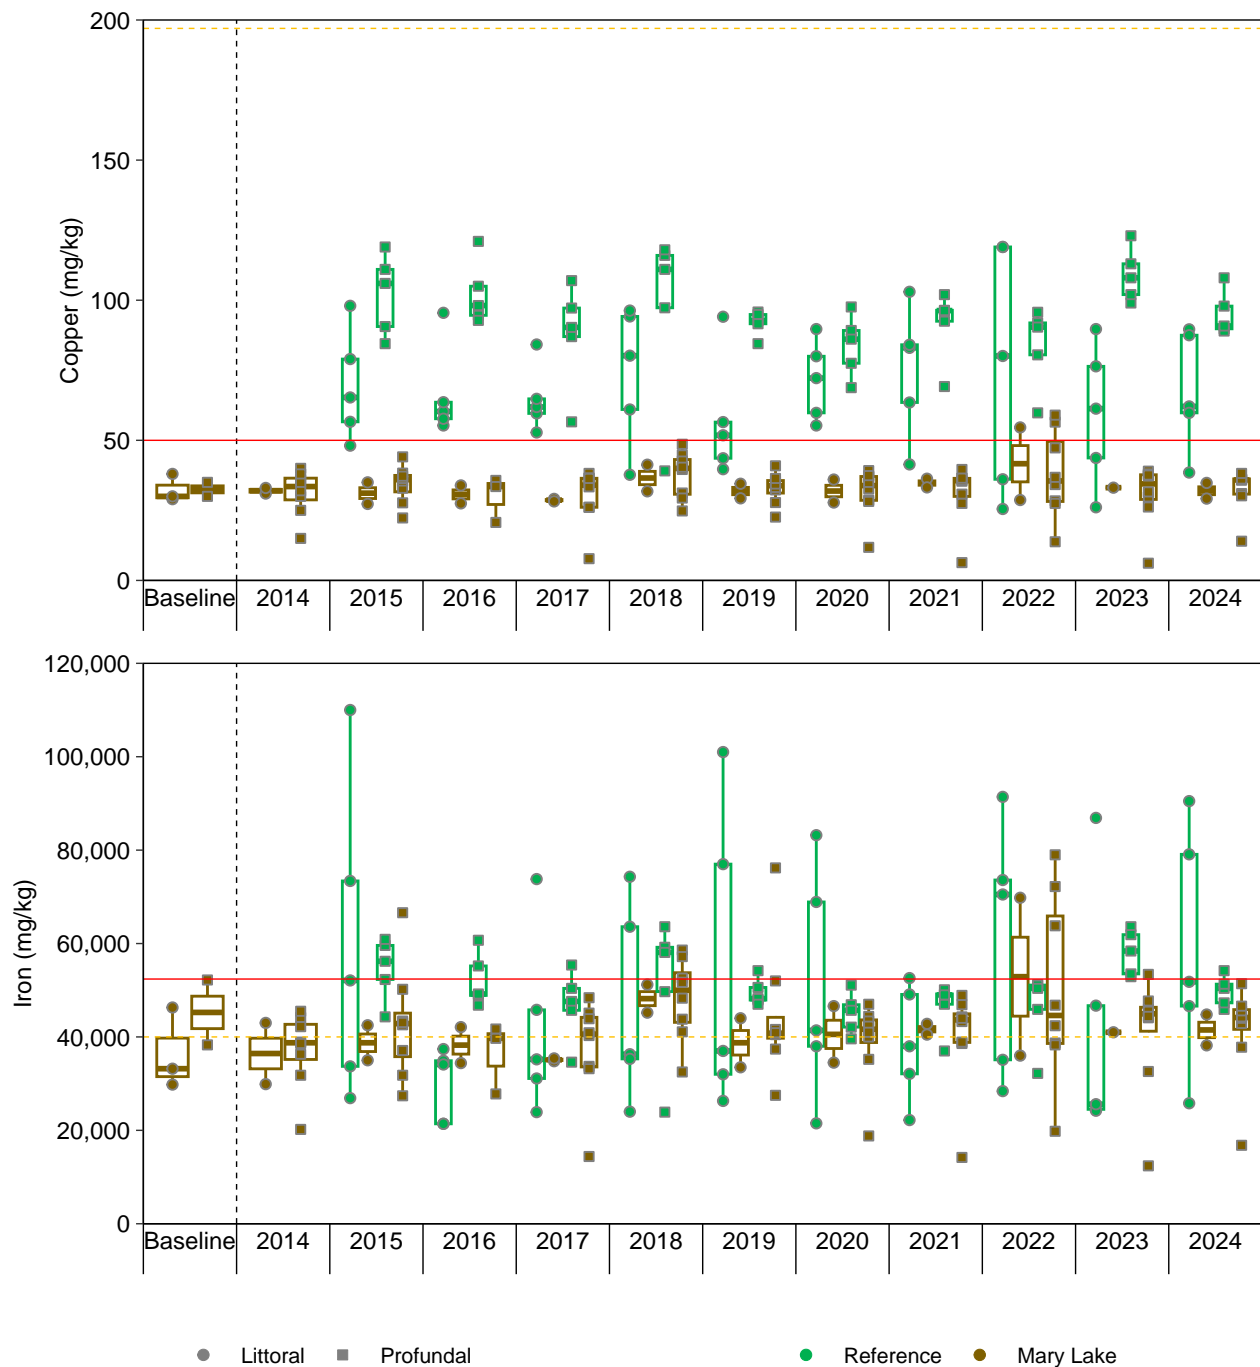 Copper (mg/kg)
200
150
100
50
0
Baseline 2014 2015 2016 2017 2018 2019 2020 2021 2022 2023 2024
Iron (mg/kg)
120,000
100,000
80,000
60,000
40,000
20,000
0
Baseline 2014 2015 2016 2017 2018 2019 2020 2021 2022 2023 2024
Littoral Profundal Reference Mary Lake